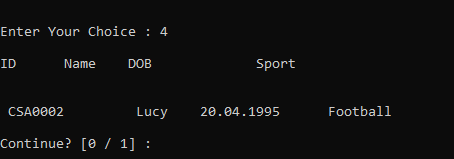 Enter Your Choice : 4
ID Name DOB Sport
CSA0002 Lucy 20.04.1995 Football
Continue? [0 / 1] :